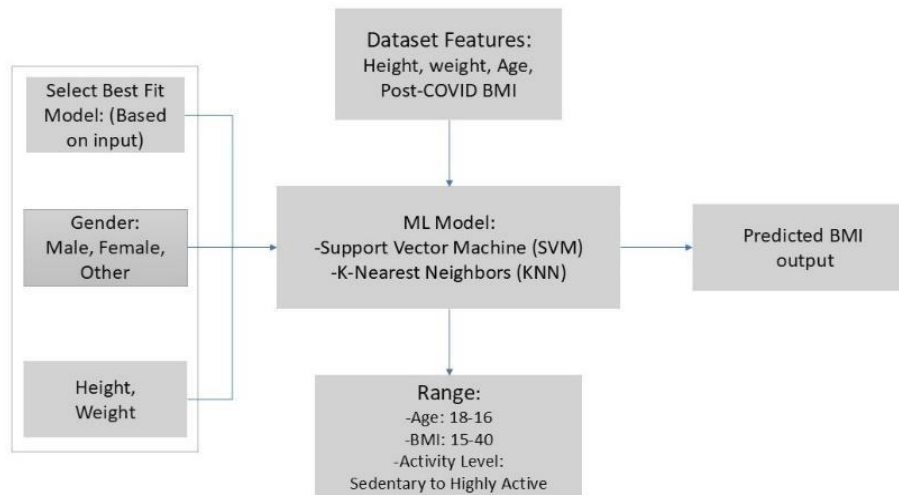 Dataset Features:
Height, weight, Age,
Post-COVID BMI
Select Best Fit
Model: (Based
on input)
Gender:
Male, Female,
Other
Height,
Weight
ML Model:
-Support Vector Machine (SVM)
-K-Nearest Neighbors (KNN)
Predicted BMI
output
Range:
-Age: 18-16
-BMI: 15-40
-Activity Level:
Sedentary to Highly Active